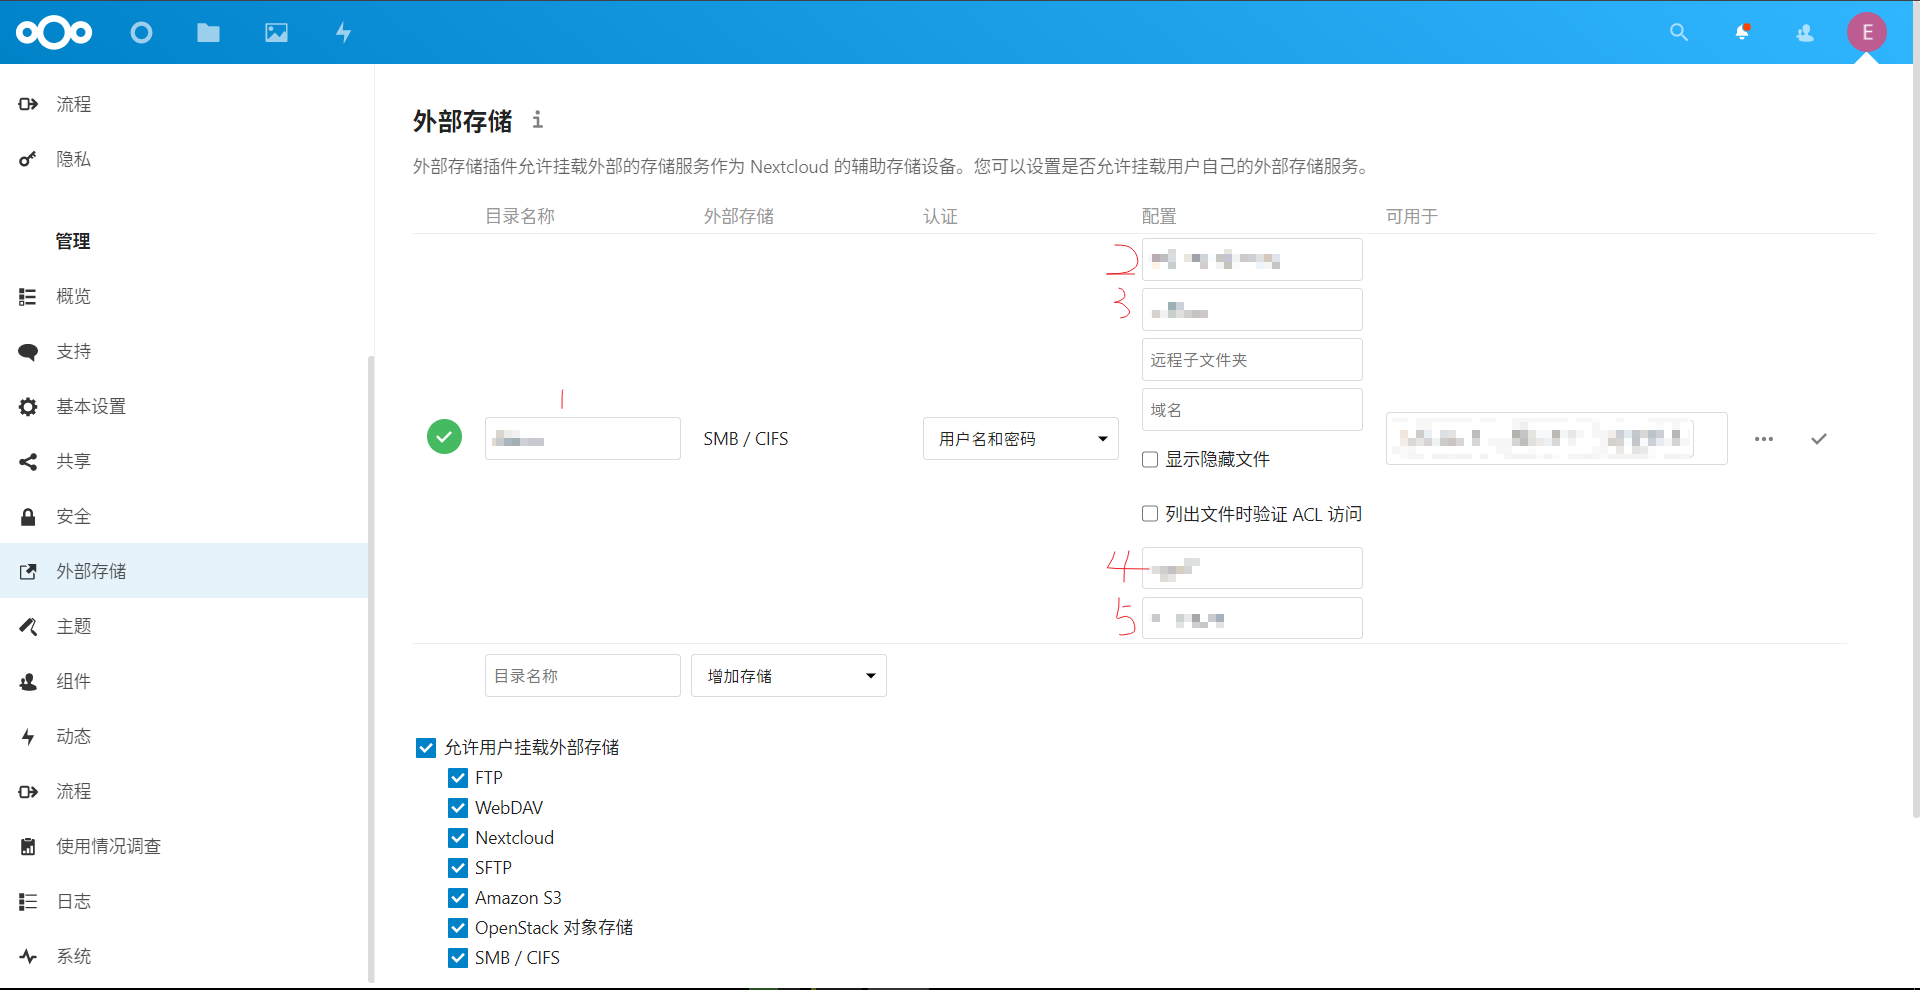 E
流程
隐私
管理
概览
支持
基本设置
共享
安全
外部存储
主题
组件
动态
流程
使用情况调查
日志
系统
外部存储 i
外部存储插件允许挂载外部的存储服务作为 Nextcloud 的辅助存储设备。您可以设置是否允许挂载用户自己的外部存储服务。
目录名称 外部存储 认证 配置 可用于
2
3
远程子文件夹
域名
1
SMB / CIFS 用户名和密码
显示隐藏文件
列出文件时验证 ACL 访问
4
5
目录名称 增加存储
允许用户挂载外部存储
FTP
WebDAV
Nextcloud
SFTP
Amazon S3
OpenStack 对象存储
SMB / CIFS